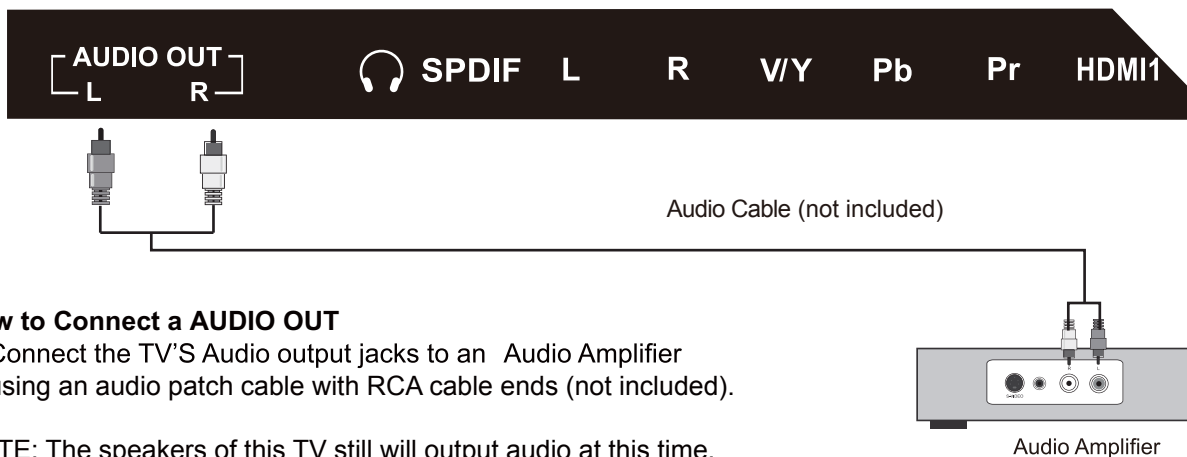 AUDIO OUT
L R SPDIF L R V/Y Pb Pr HDMI1
Audio Cable (not included)
w to Connect a AUDIO OUT
Connect the TV'S Audio output jacks to an Audio Amplifier
using an audio patch cable with RCA cable ends (not included).
TE: The speakers of this TV still will output audio at this time.
R L
S-VIDEO
Audio Amplifier